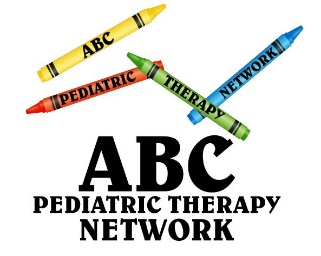 ABC
PEDIATRIC
THERAPY
NETWORK
ABC
PEDIATRIC THERAPY
NETWORK